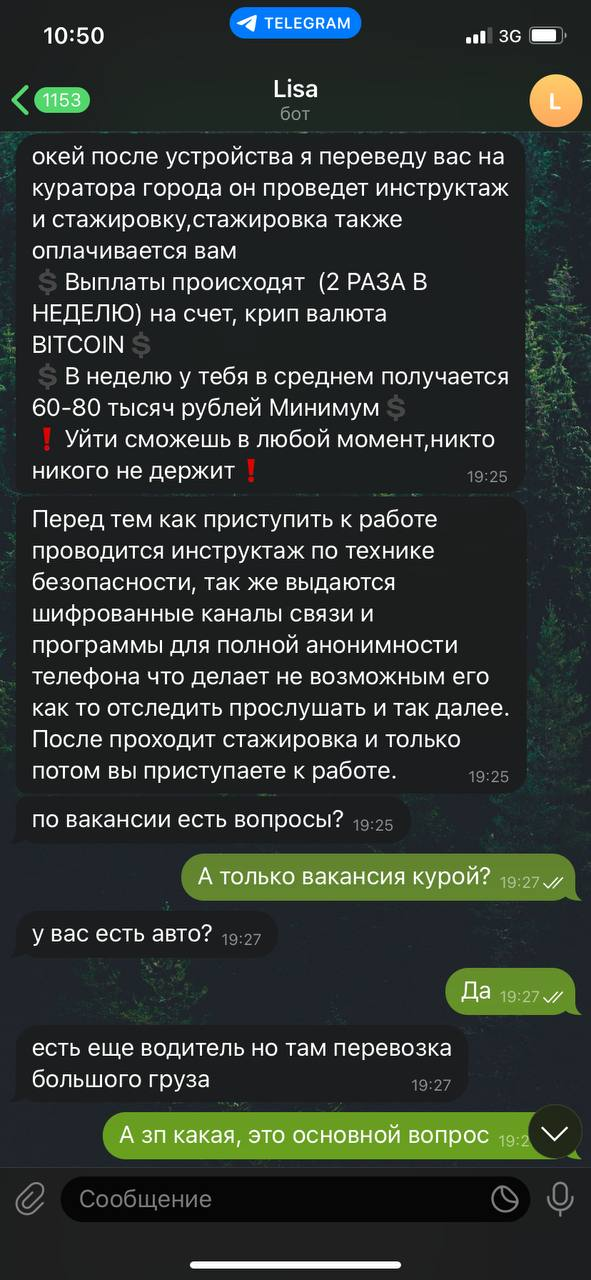 10:50
TELEGRAM
3G
1153
Lisa
бот
L
окей после устройства я переведу вас на
куратора города он проведет инструктаж
и стажировку,стажировка также
оплачивается вам
💲Выплаты происходят  (2 РАЗА В
НЕДЕЛЮ) на счет, крип валюта
BITCOIN💲
💲В неделю у тебя в среднем получается
60-80 тысяч рублей Минимум💲
❗ Уйти сможешь в любой момент,никто
никого не держит❗ 19:25
Перед тем как приступить к работе
проводится инструктаж по технике
безопасности, так же выдаются
шифрованные каналы связи и
программы для полной анонимности
телефона что делает не возможным его
как то отследить прослушать и так далее.
После проходит стажировка и только
потом вы приступаете к работе. 19:25
по вакансии есть вопросы? 19:25
А только вакансия курой? 19:27
у вас есть авто? 19:27
Да 19:27
есть еще водитель но там перевозка
большого груза 19:27
А зп какая, это основной вопрос
Сообщение